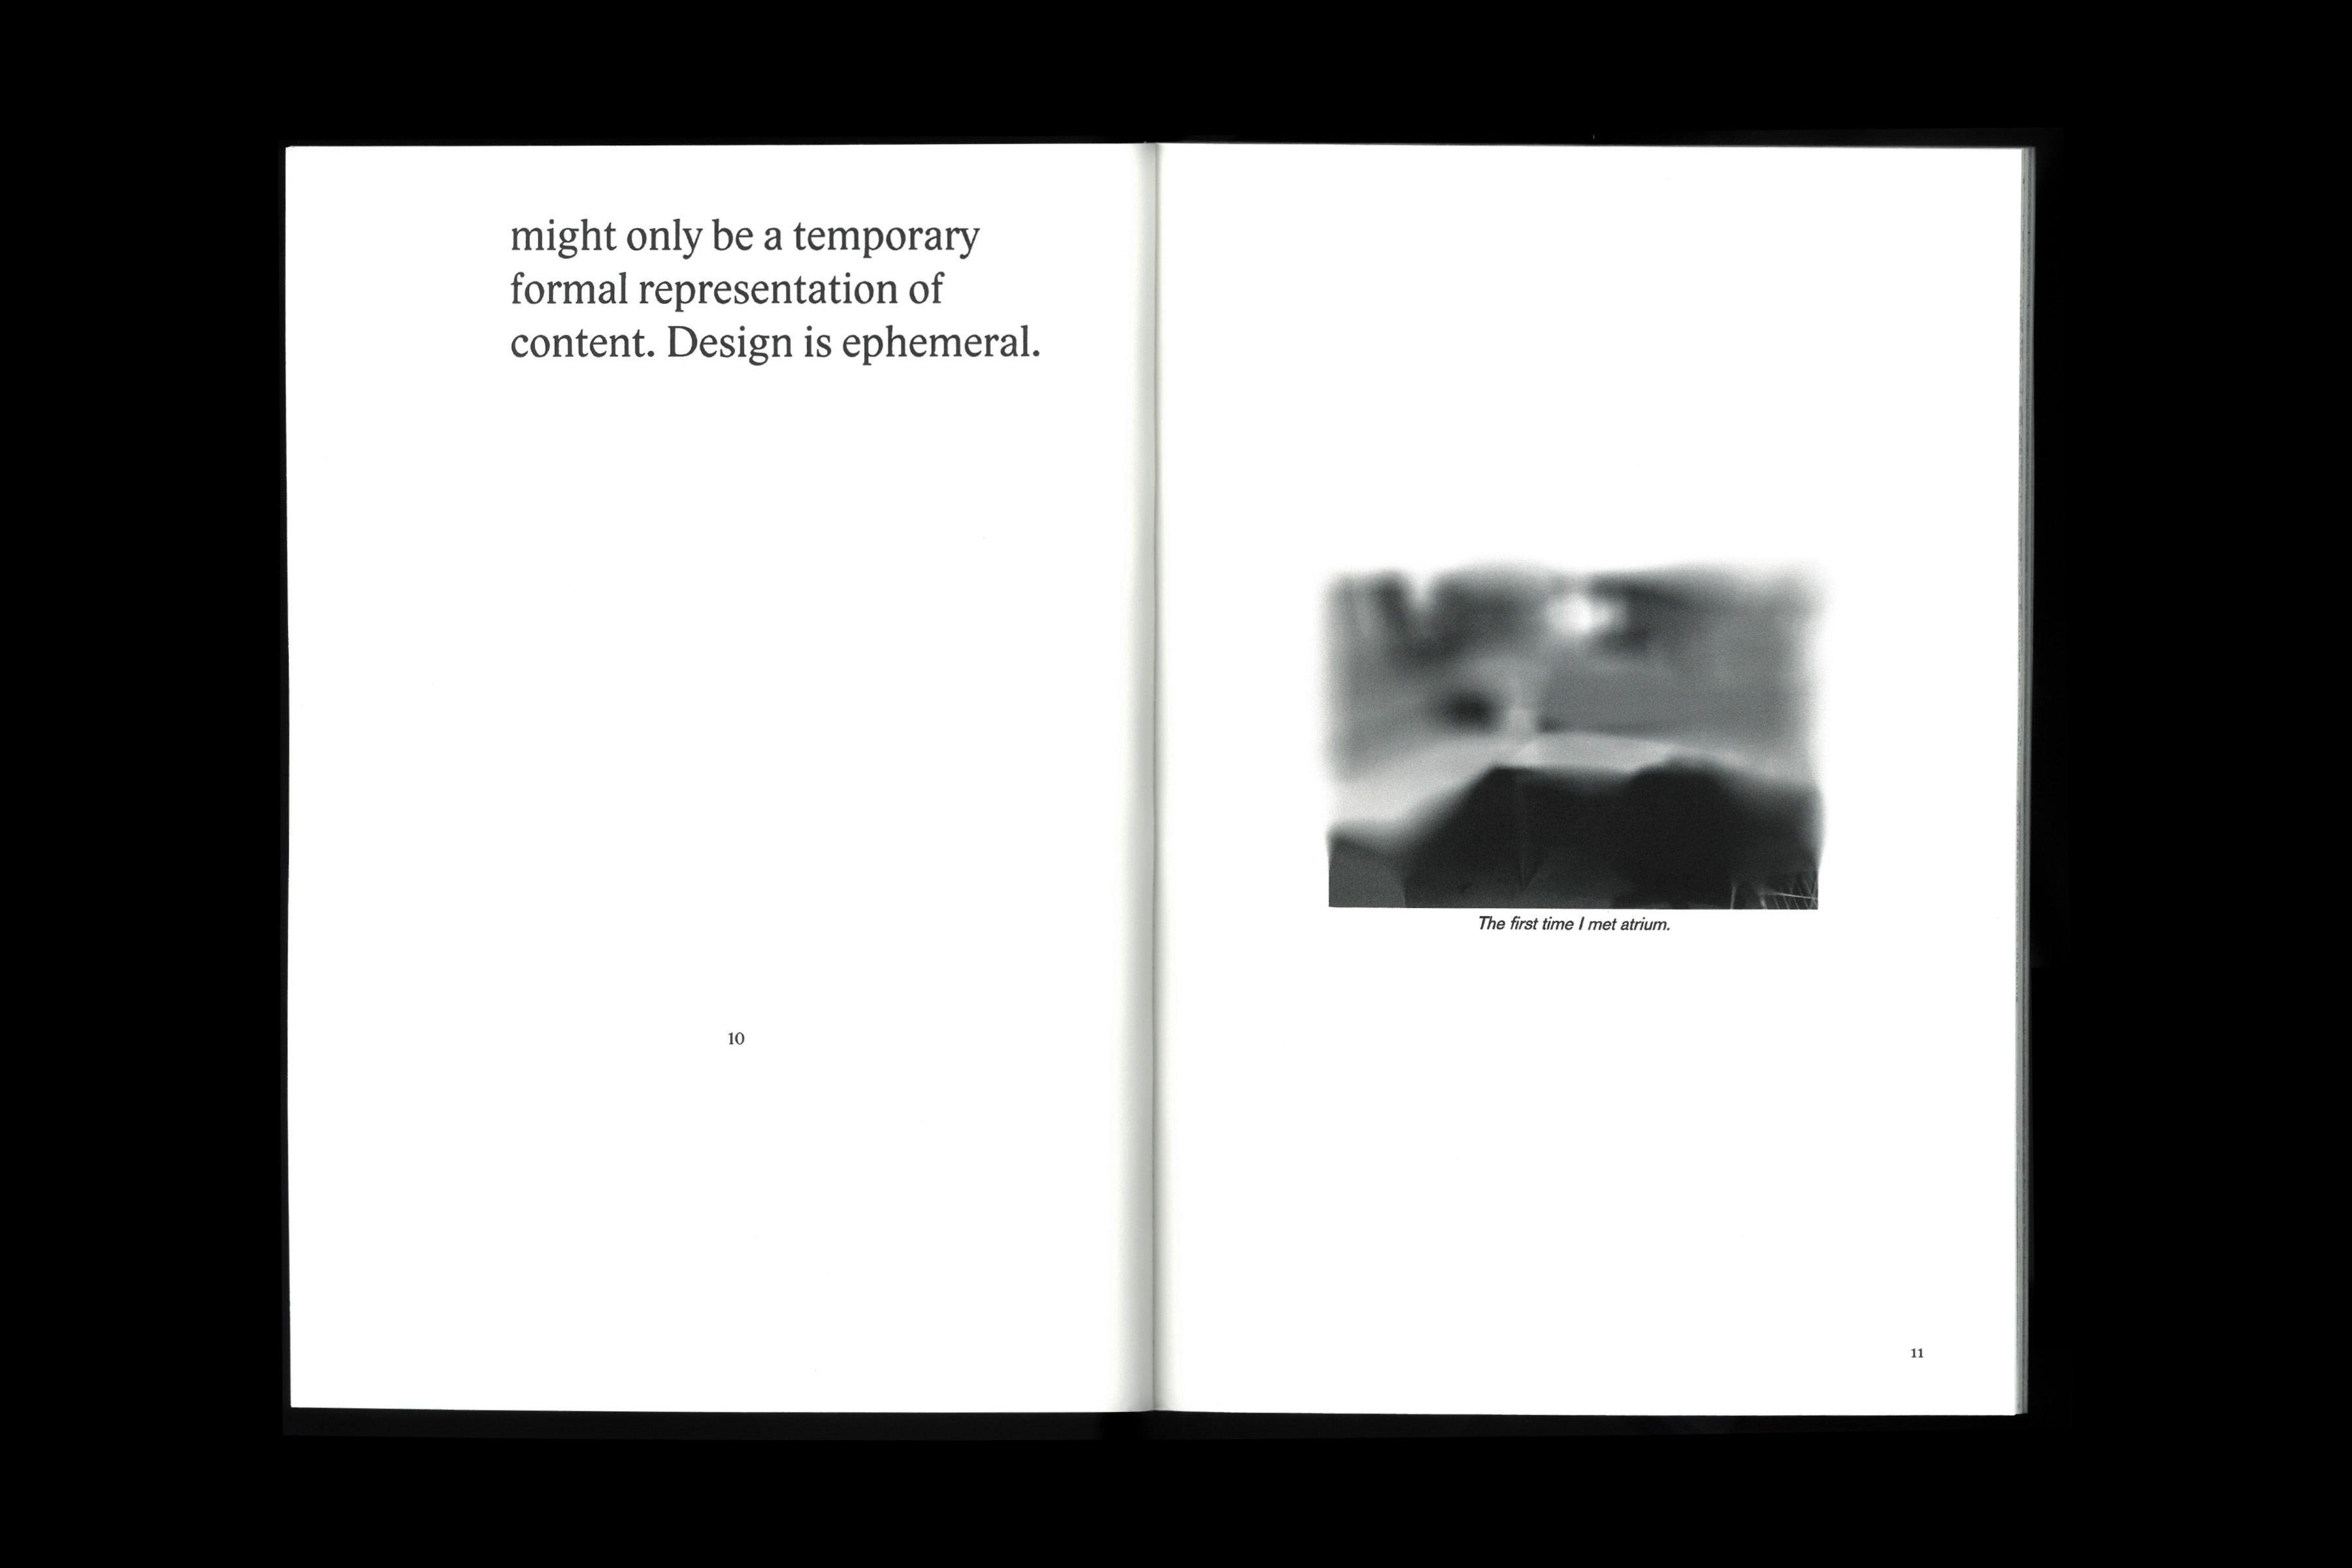 might only be a temporary
formal representation of
content. Design is ephemeral.
10
The first time I met atrium.
11